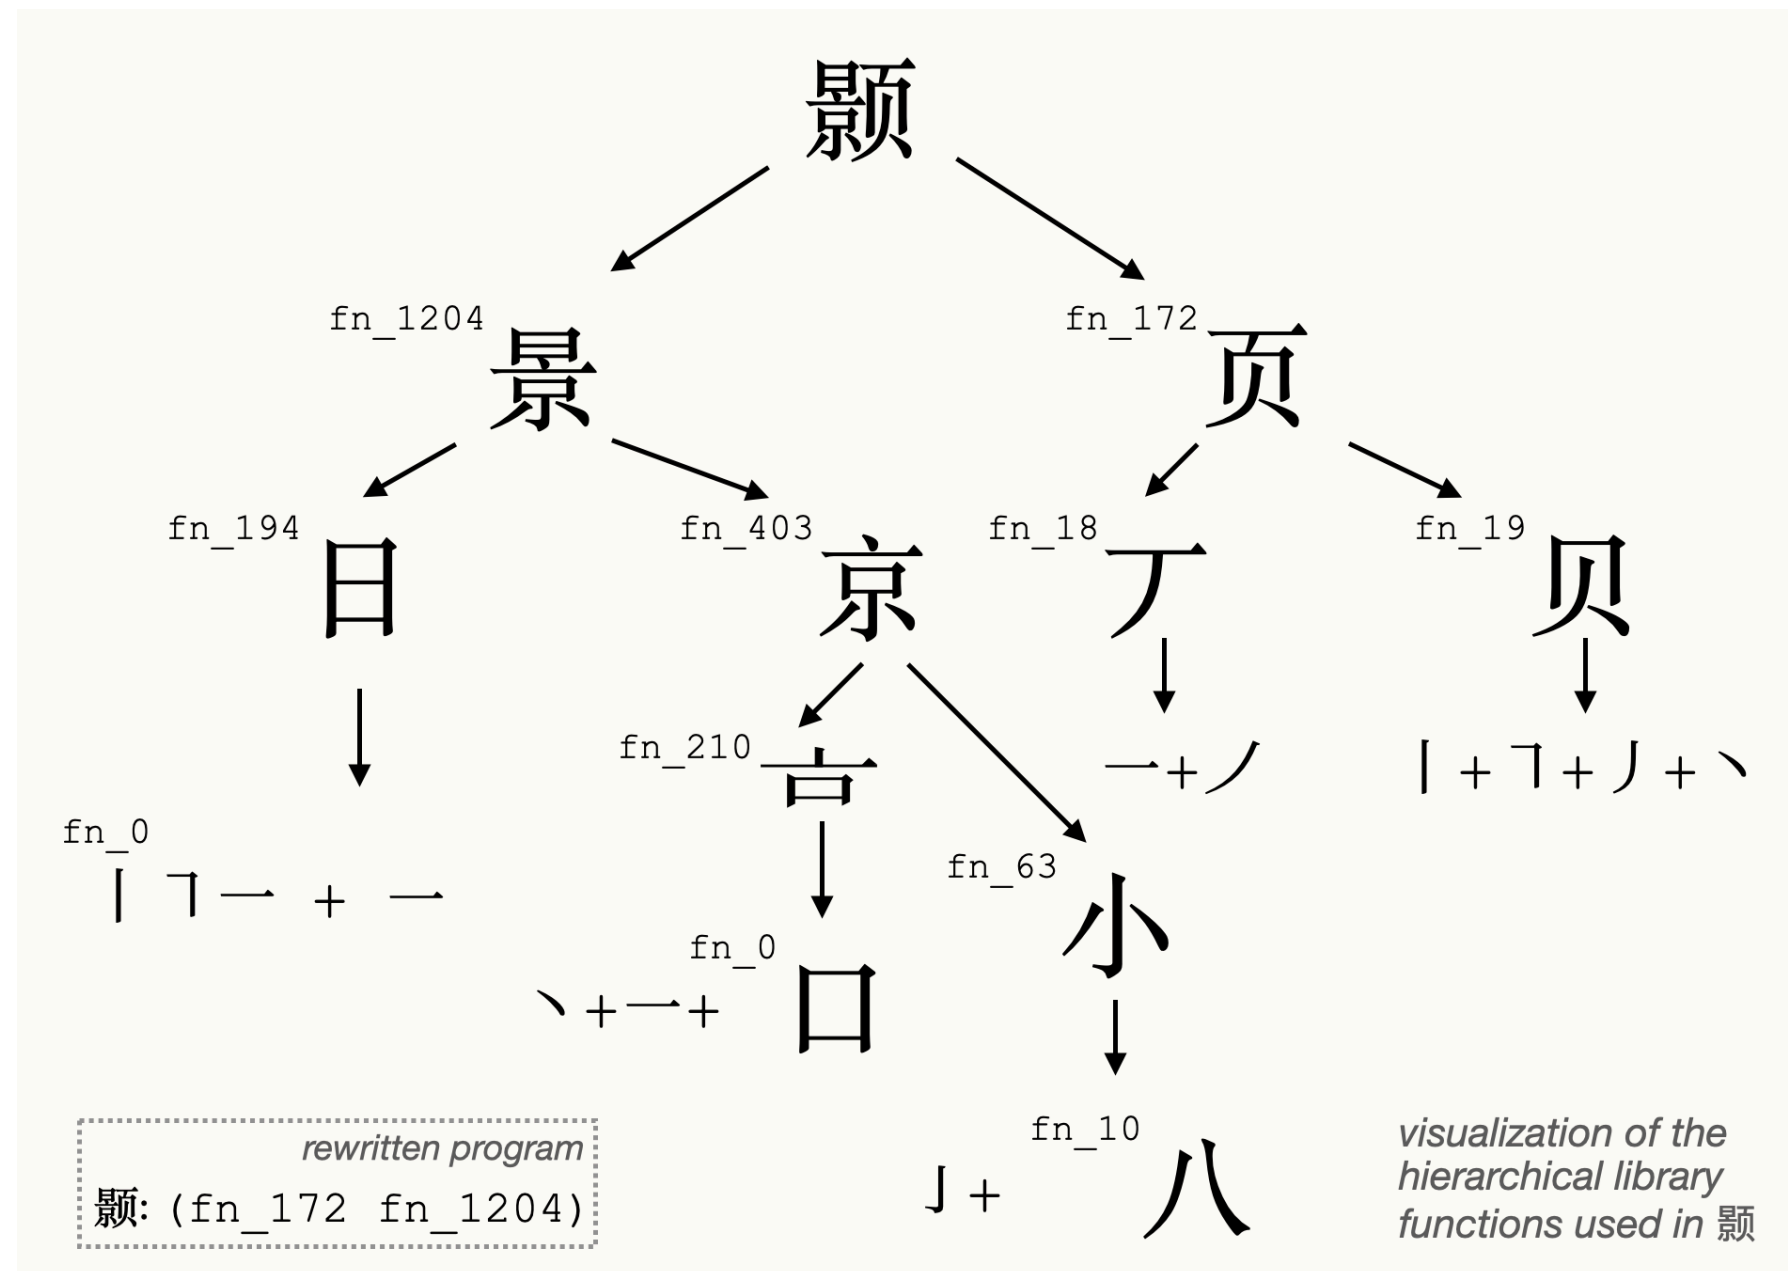 颢
fn_1204 景
fn_172 页
fn_194 日
fn_403 京
fn_18 丆
fn_19 贝
fn_210 𠮛
一+丿
丨+㇕+丿+丶
fn_0
丨 ㇕ 一 + 一
fn_63 小
丶+一+ fn_0 口
亅+ fn_10 八
rewritten program
颢: (fn_172 fn_1204)
visualization of the
hierarchical library
functions used in 颢